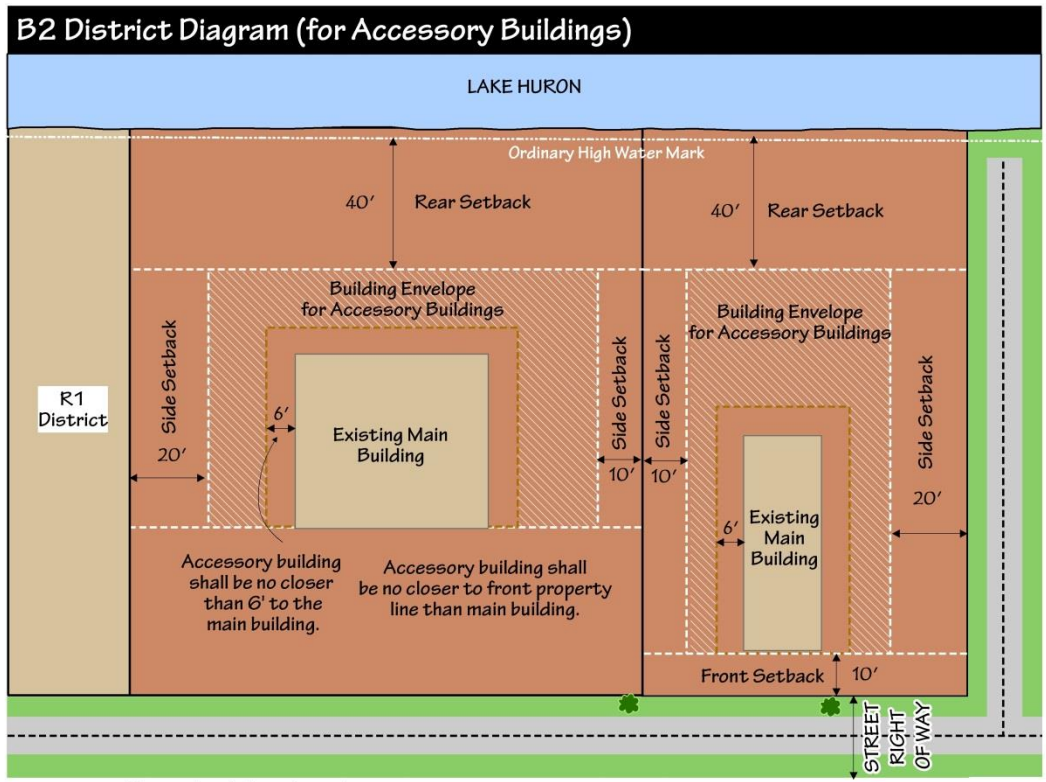 B2 District Diagram (for Accessory Buildings)
LAKE HURON
Ordinary High Water Mark
40'
Rear Setback
40'
Rear Setback
Building Envelope
for Accessory Buildings
Building Envelope
for Accessory Buildings
R1
District
Side Setback
20'
6'
Existing Main
Building
Side Setback
10'
Side Setback
10'
6'
Existing
Main
Building
Side Setback
20'
Accessory building
shall be no closer
than 6' to the
main building.
Accessory building shall
be no closer to front property
line than main building.
Front Setback
10'
STREET
RIGHT
OF WAY